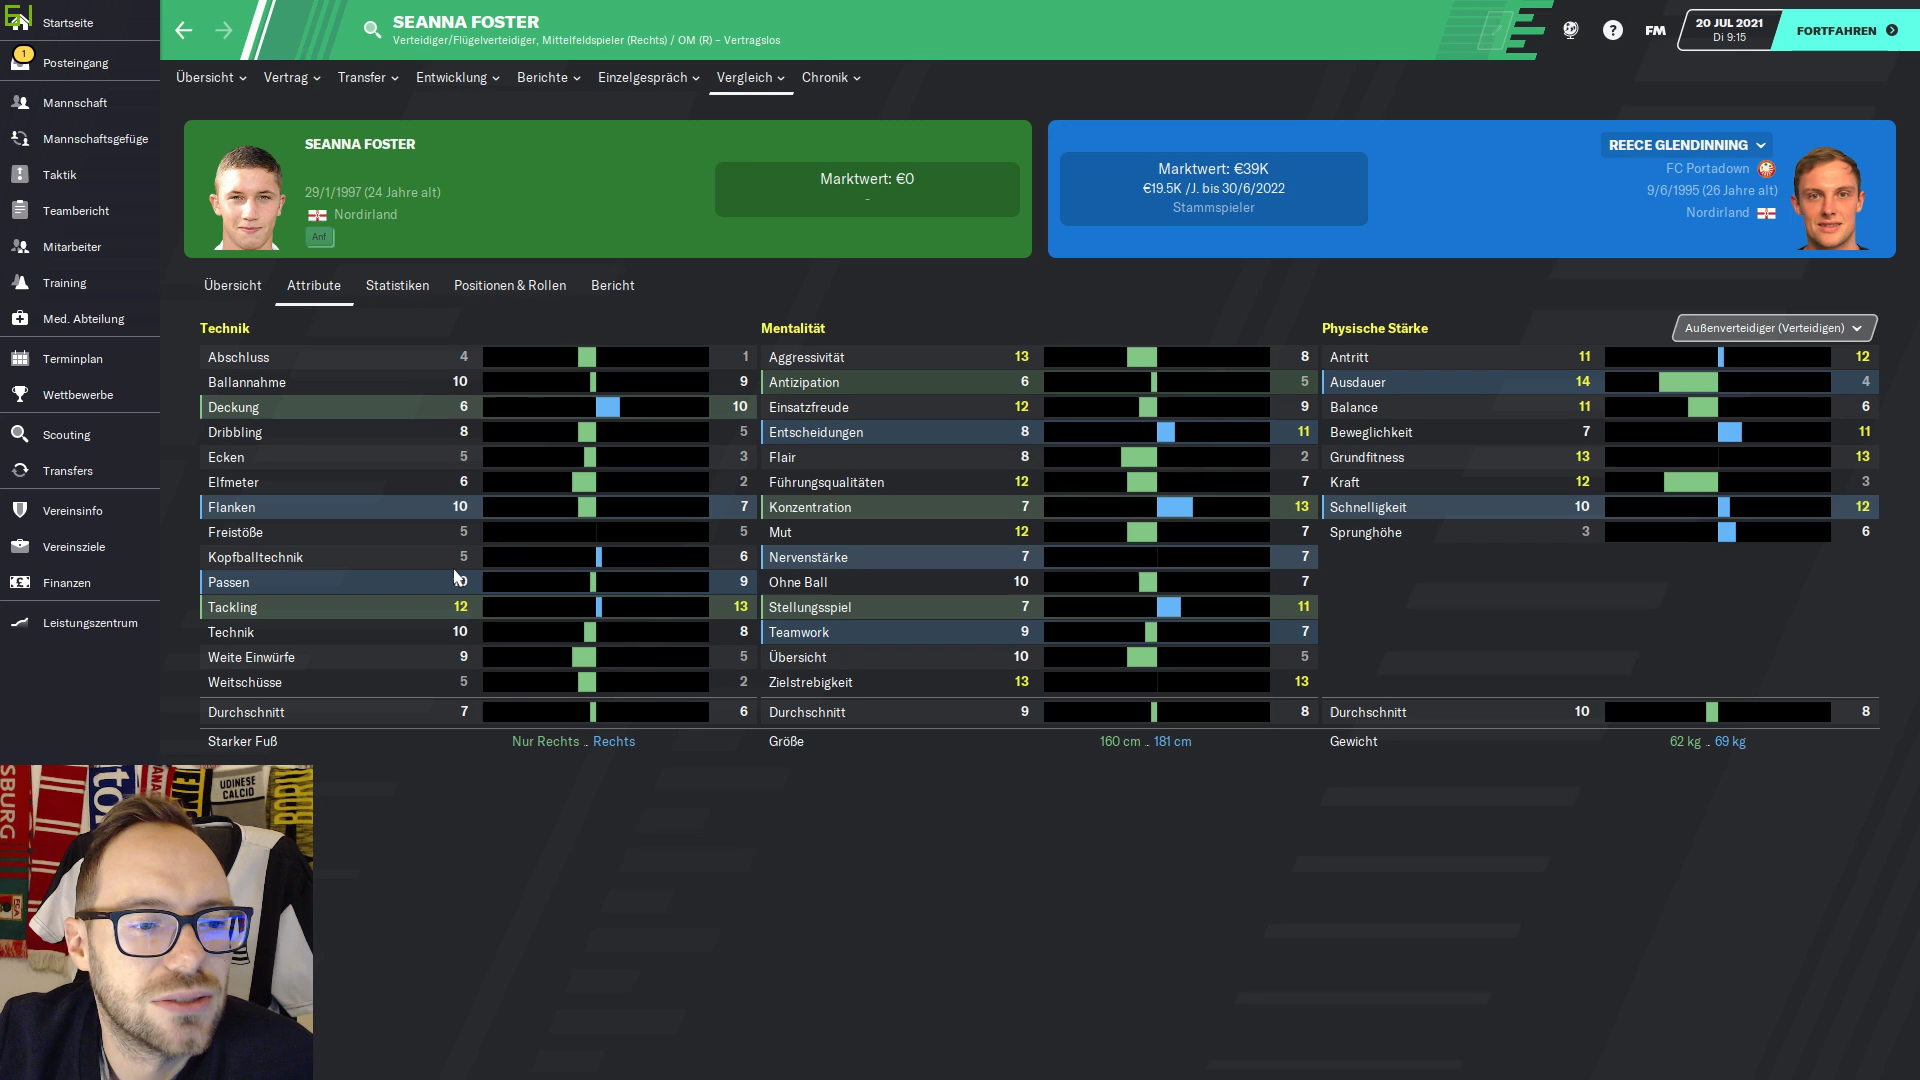 Startseite
1
Posteingang
Mannschaft
Mannschaftsgefüge
Taktik
Teambericht
Mitarbeiter
Training
Med. Abteilung
Terminplan
Wettbewerbe
Scouting
Transfers
Vereinsinfo
Vereinsziele
Finanzen
Leistungszentrum
SEANNA FOSTER
Verteidiger/Flügelverteidiger, Mittelfeldspieler (Rechts) / OM (R) – Vertragslos
FM
20 JUL 2021
Di 9:15
FORTFAHREN
Übersicht Vertrag Transfer Entwicklung Berichte Einzelgespräch Vergleich Chronik
SEANNA FOSTER
29/1/1997 (24 Jahre alt)
Nordirland
Anf
Marktwert: €0
-
Marktwert: €39K
€19.5K /J. bis 30/6/2022
Stammspieler
REECE GLENDINNING
FC Portadown
9/6/1995 (26 Jahre alt)
Nordirland
Übersicht Attribute Statistiken Positionen & Rollen Bericht
Technik
Abschluss 4 1
Ballannahme 10 9
Deckung 6 10
Dribbling 8 5
Ecken 5 3
Elfmeter 6 2
Flanken 10 7
Freistöße 5 5
Kopfballtechnik 5 6
Passen 9
Tackling 12 13
Technik 10 8
Weite Einwürfe 9 5
Weitschüsse 5 2
Durchschnitt 7 6
Starker Fuß Nur Rechts .. Rechts
Mentalität
Aggressivität 13 8
Antizipation 6 5
Einsatzfreude 12 9
Entscheidungen 8 11
Flair 8 2
Führungsqualitäten 12 7
Konzentration 7 13
Mut 12 7
Nervenstärke 7 7
Ohne Ball 10 7
Stellungsspiel 7 11
Teamwork 9 7
Übersicht 10 5
Zielstrebigkeit 13 13
Durchschnitt 9 8
Größe 160 cm .. 181 cm
Physische Stärke
Außenverteidiger (Verteidigen)
Antritt 11 12
Ausdauer 14 4
Balance 11 6
Beweglichkeit 7 11
Grundfitness 13 13
Kraft 12 3
Schnelligkeit 10 12
Sprunghöhe 3 6
Durchschnitt 10 8
Gewicht 62 kg .. 69 kg
SBURG
UDINESE
CALCIO